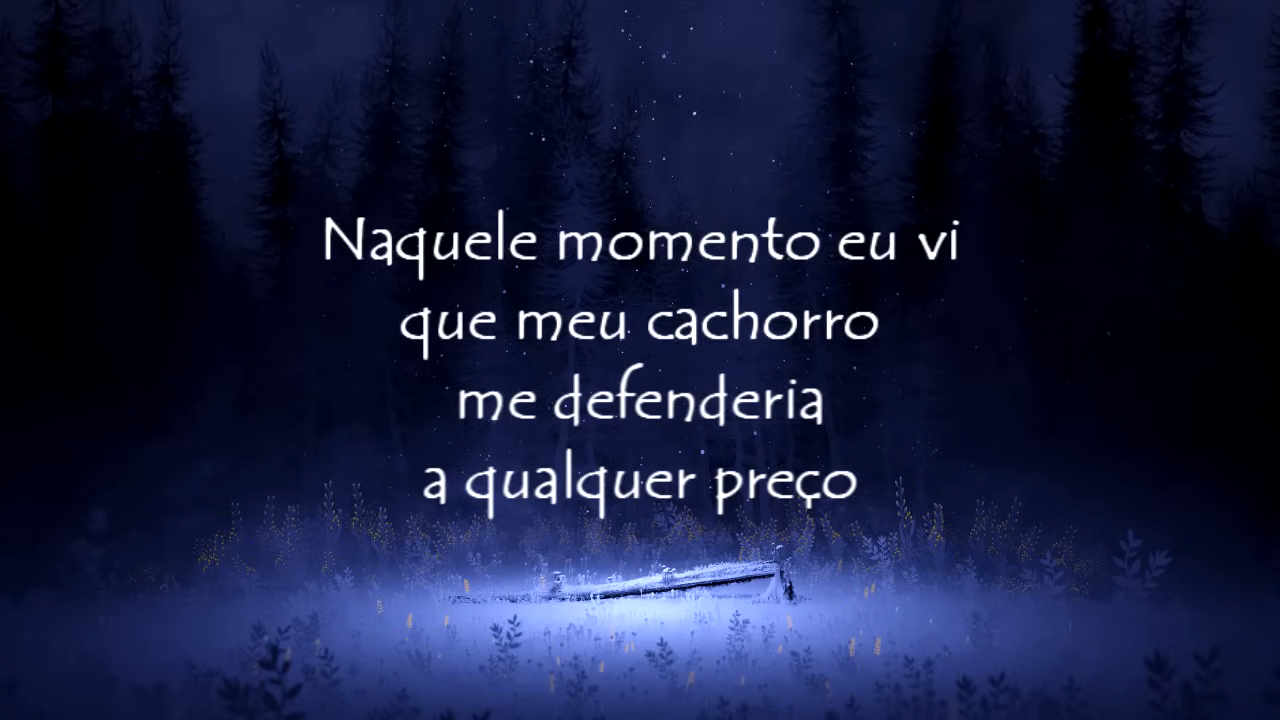 Naquele momento eu vi
que meu cachorro
me defenderia
a qualquer preço